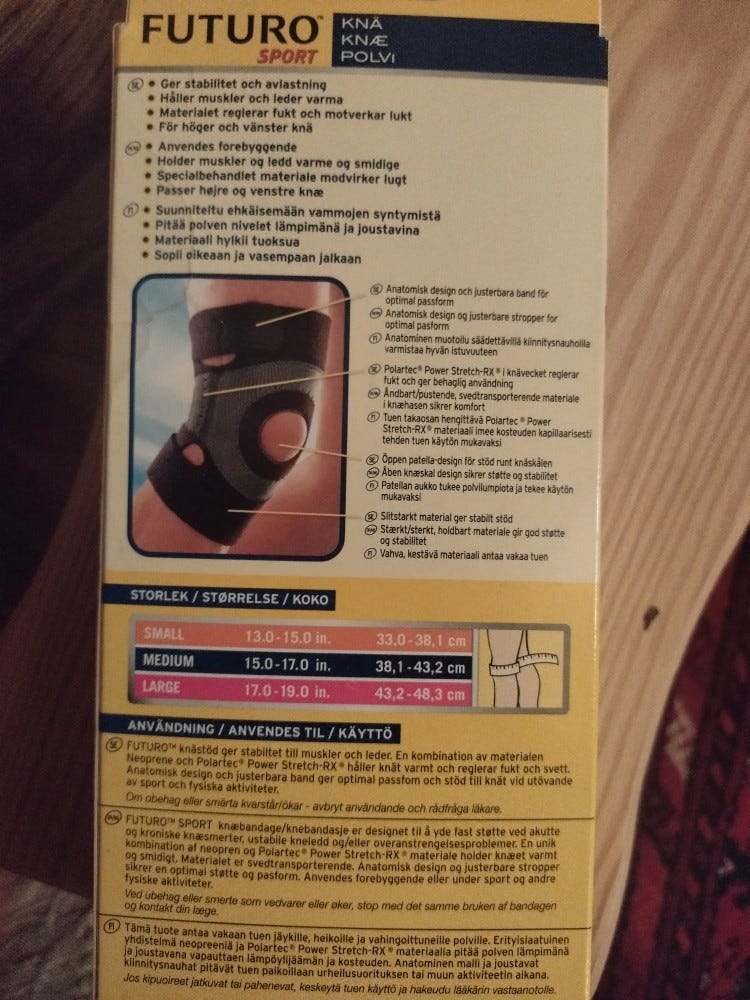 FUTURO™
SPORT
KNÄ
KNÆ
POLVI
SE • Ger stabilitet och avlastning
• Håller muskler och leder varma
• Materialet reglerar fukt och motverkar lukt
• För höger och vänster knä
• Anvendes forebyggende
• Holder muskler og ledd varme og smidige
• Specialbehandlet materiale modvirker lugt
• Passer højre og venstre knæ
FI • Suunniteltu ehkäisemään vammojen syntymistä
• Pitää polven nivelet lämpimänä ja joustavina
• Materiaali hylkii tuoksua
• Sopii oikeaan ja vasempaan jalkaan
SE Anatomisk design och justerbara band för
optimal passform
Anatomisk design og justerbare stropper for
optimal pasform
FI Anatominen muotoilu säädettävillä kiinnitysnauhoilla
varmistaa hyvän istuvuuteen
SE Polartec® Power Stretch-RX® i knävecket reglerar
fukt och ger behaglig användning
Åndbart/pustende, svedtransporterende materiale
i knæhasen sikrer komfort
FI Tuen takaosan hengittävä Polartec® Power
Stretch-RX® materiaali imee kosteuden kapillaarisesti
tehden tuen käytön mukavaksi
SE Öppen patella-design för stöd runt knäskålen
Åben knæskal design sikrer støtte og stabilitet
FI Patellan aukko tukee polvilumpiota ja tekee käytön
mukavaksi
SE Slitstarkt material ger stabilt stöd
Stærkt/sterkt, holdbart materiale gir god støtte
og stabilitet
FI Vahva, kestävä materiaali antaa vakaa tuen
STORLEK / STØRRELSE / KOKO
SMALL 13.0-15.0 in. 33,0-38,1 cm
MEDIUM 15.0-17.0 in. 38,1-43,2 cm
LARGE 17.0-19.0 in. 43,2-48,3 cm
ANVÄNDNING / ANVENDES TIL / KÄYTTÖ
SE FUTURO™ knästöd ger stabiltet till muskler och leder. En kombination av materialen
Neoprene och Polartec® Power Stretch-RX® håller knät varmt och reglerar fukt och svett.
Anatomisk design och justerbara band ger optimal passfom och stöd till knät vid utövande
av sport och fysiska aktiviteter.
Om obehag eller smärta kvarstår/ökar - avbryt användande och rådfråga läkare.
FUTURO™ SPORT knæbandage/knebandasje er designet til å yde fast støtte ved akutte
og kroniske knæsmerter, ustabile kneledd og/eller overanstrengelsesproblemer. En unik
kombination af neopren og Polartec® Power Stretch-RX® materiale holder knæet varmt
og smidigt. Materialet er svedtransporterende. Anatomisk design og justerbare stropper
sikrer en optimal støtte og pasform. Anvendes forebyggende eller under sport og andre
fysiske aktiviteter.
Ved ubehag eller smerte som vedvarer eller øker, stop med det samme bruken af bandagen
og kontakt din læge.
FI Tämä tuote antaa vakaan tuen jäykille, heikoille ja vahingoittuneille polville. Erityislaatuinen
yhdistelmä neopreeniä ja Polartec® Power Stretch-RX® materiaalia pitää polven lämpimänä
ja joustavana vapauttaen lämpöylijäämän ja kosteuden. Anatominen malli ja joustavat
kiinnitysnauhat pitävät tuen paikoillaan urheilusuorituksen tai muun aktiviteetin aikana.
Jos kipuoireet jatkuvat tai pahenevat, keskeytä tuen käyttö ja hakeudu lääkärin vastaanotolle.